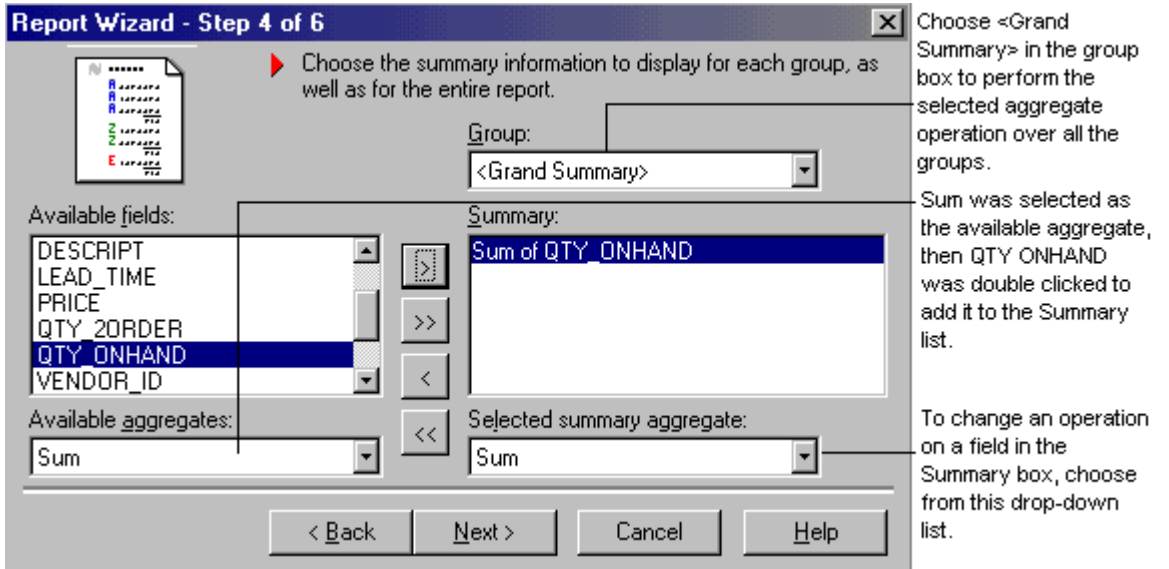 Report Wizard - Step 4 of 6
Choose the summary information to display for each group, as
well as for the entire report.
Group:
<Grand Summary>
Available fields:
DESCRIPT
LEAD_TIME
PRICE
QTY_2ORDER
QTY_ONHAND
VENDOR_ID
>
>>
<
<<
Summary:
Sum of QTY_ONHAND
Available aggregates:
Sum
Selected summary aggregate:
Sum
< Back
Next >
Cancel
Help
Choose <Grand
Summary> in the group
box to perform the
selected aggregate
operation over all the
groups.
Sum was selected as
the available aggregate,
then QTY ONHAND
was double clicked to
add it to the Summary
list.
To change an operation
on a field in the
Summary box, choose
from this drop-down
list.